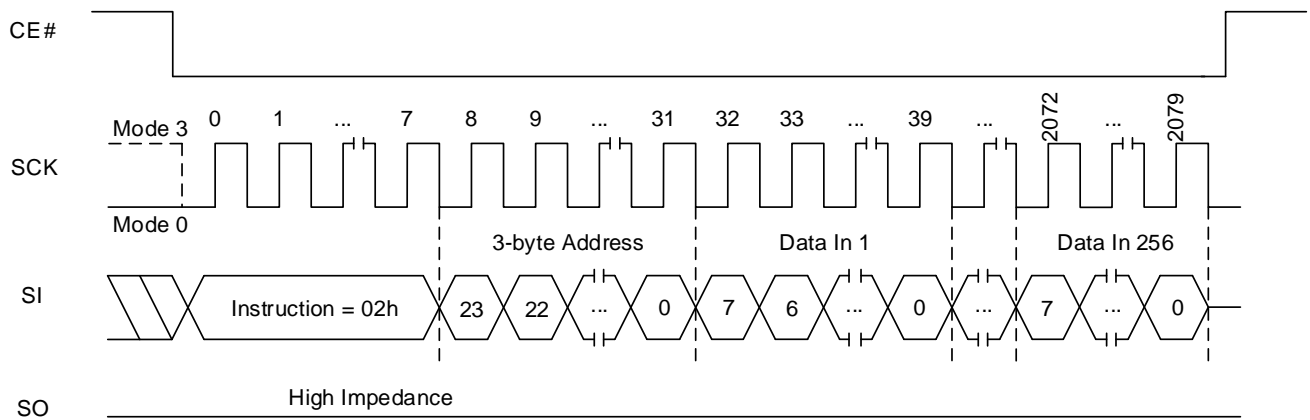 CE#
0 1 ... 7 8 9 ... 31 32 33 ... 39 ... 2072 ... 2079
Mode 3
SCK
Mode 0
3-byte Address Data In 1 Data In 256
SI
Instruction = 02h 23 22 ... 0 7 6 ... 0 ... 7 ... 0
High Impedance
SO